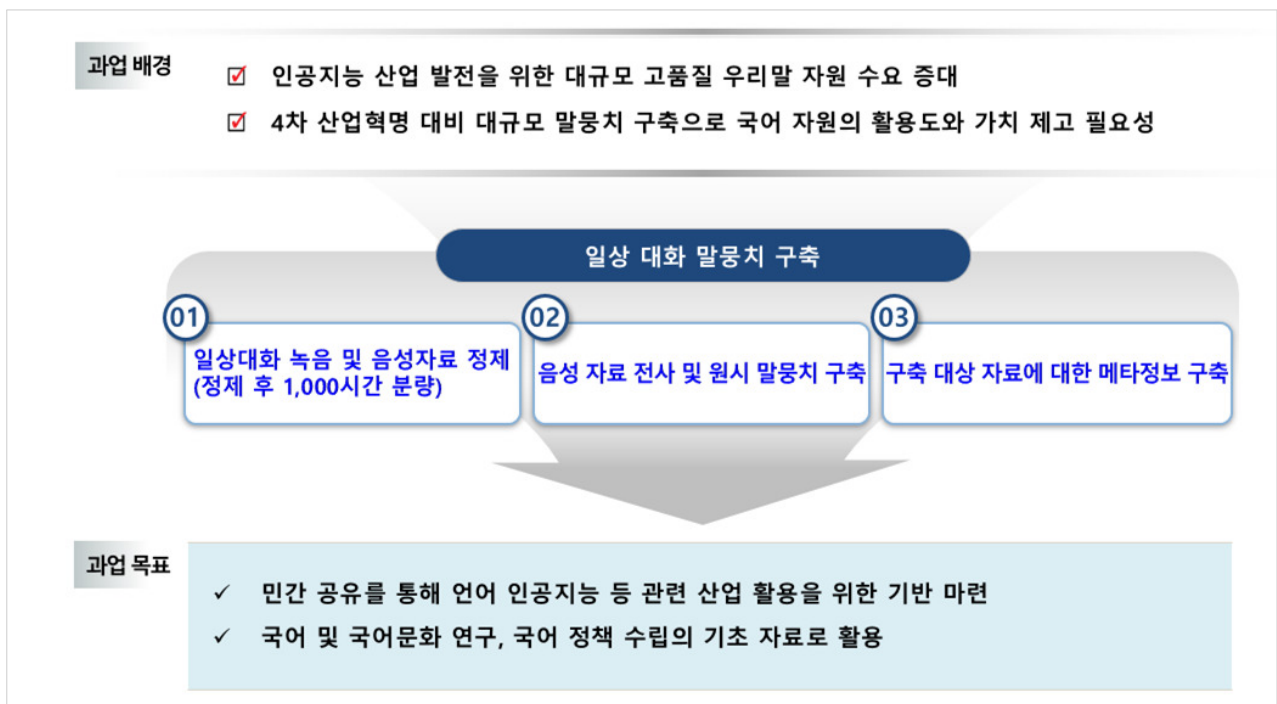 과업 배경
인공지능 산업 발전을 위한 대규모 고품질 우리말 자원 수요 증대
4차 산업혁명 대비 대규모 말뭉치 구축으로 국어 자원의 활용도와 가치 제고 필요성
일상 대화 말뭉치 구축
01
일상대화 녹음 및 음성자료 정제
(정제 후 1,000시간 분량)
02
음성 자료 전사 및 원시 말뭉치 구축
03
구축 대상 자료에 대한 메타정보 구축
과업 목표
민간 공유를 통해 언어 인공지능 등 관련 산업 활용을 위한 기반 마련
국어 및 국어문화 연구, 국어 정책 수립의 기초 자료로 활용